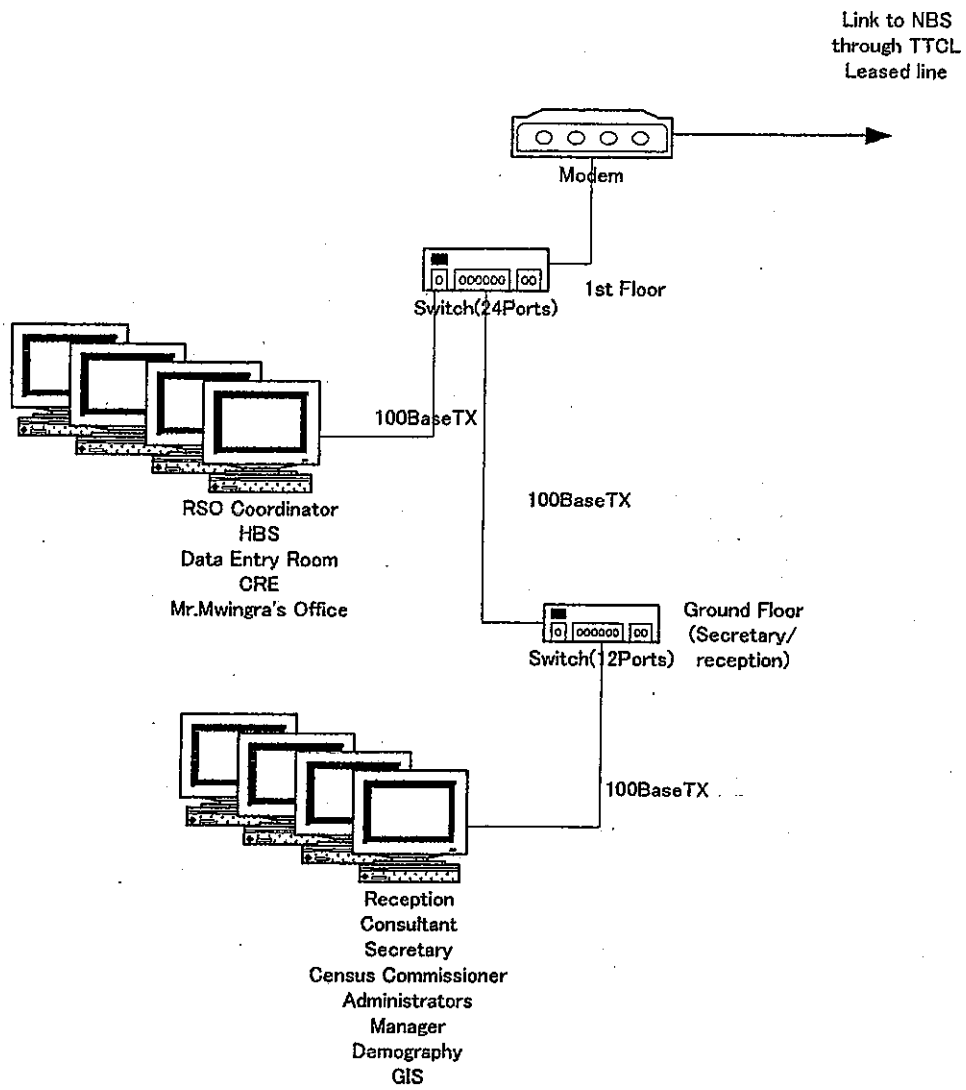 Link to NBS
through TTCL
Leased line
Modem
1st Floor
Switch(24Ports)
100BaseTX
RSO Coordinator
HBS
Data Entry Room
CRE
Mr.Mwingra's Office
100BaseTX
Ground Floor
(Secretary/
reception)
Switch(12Ports)
100BaseTX
Reception
Consultant
Secretary
Census Commissioner
Administrators
Manager
Demography
GIS